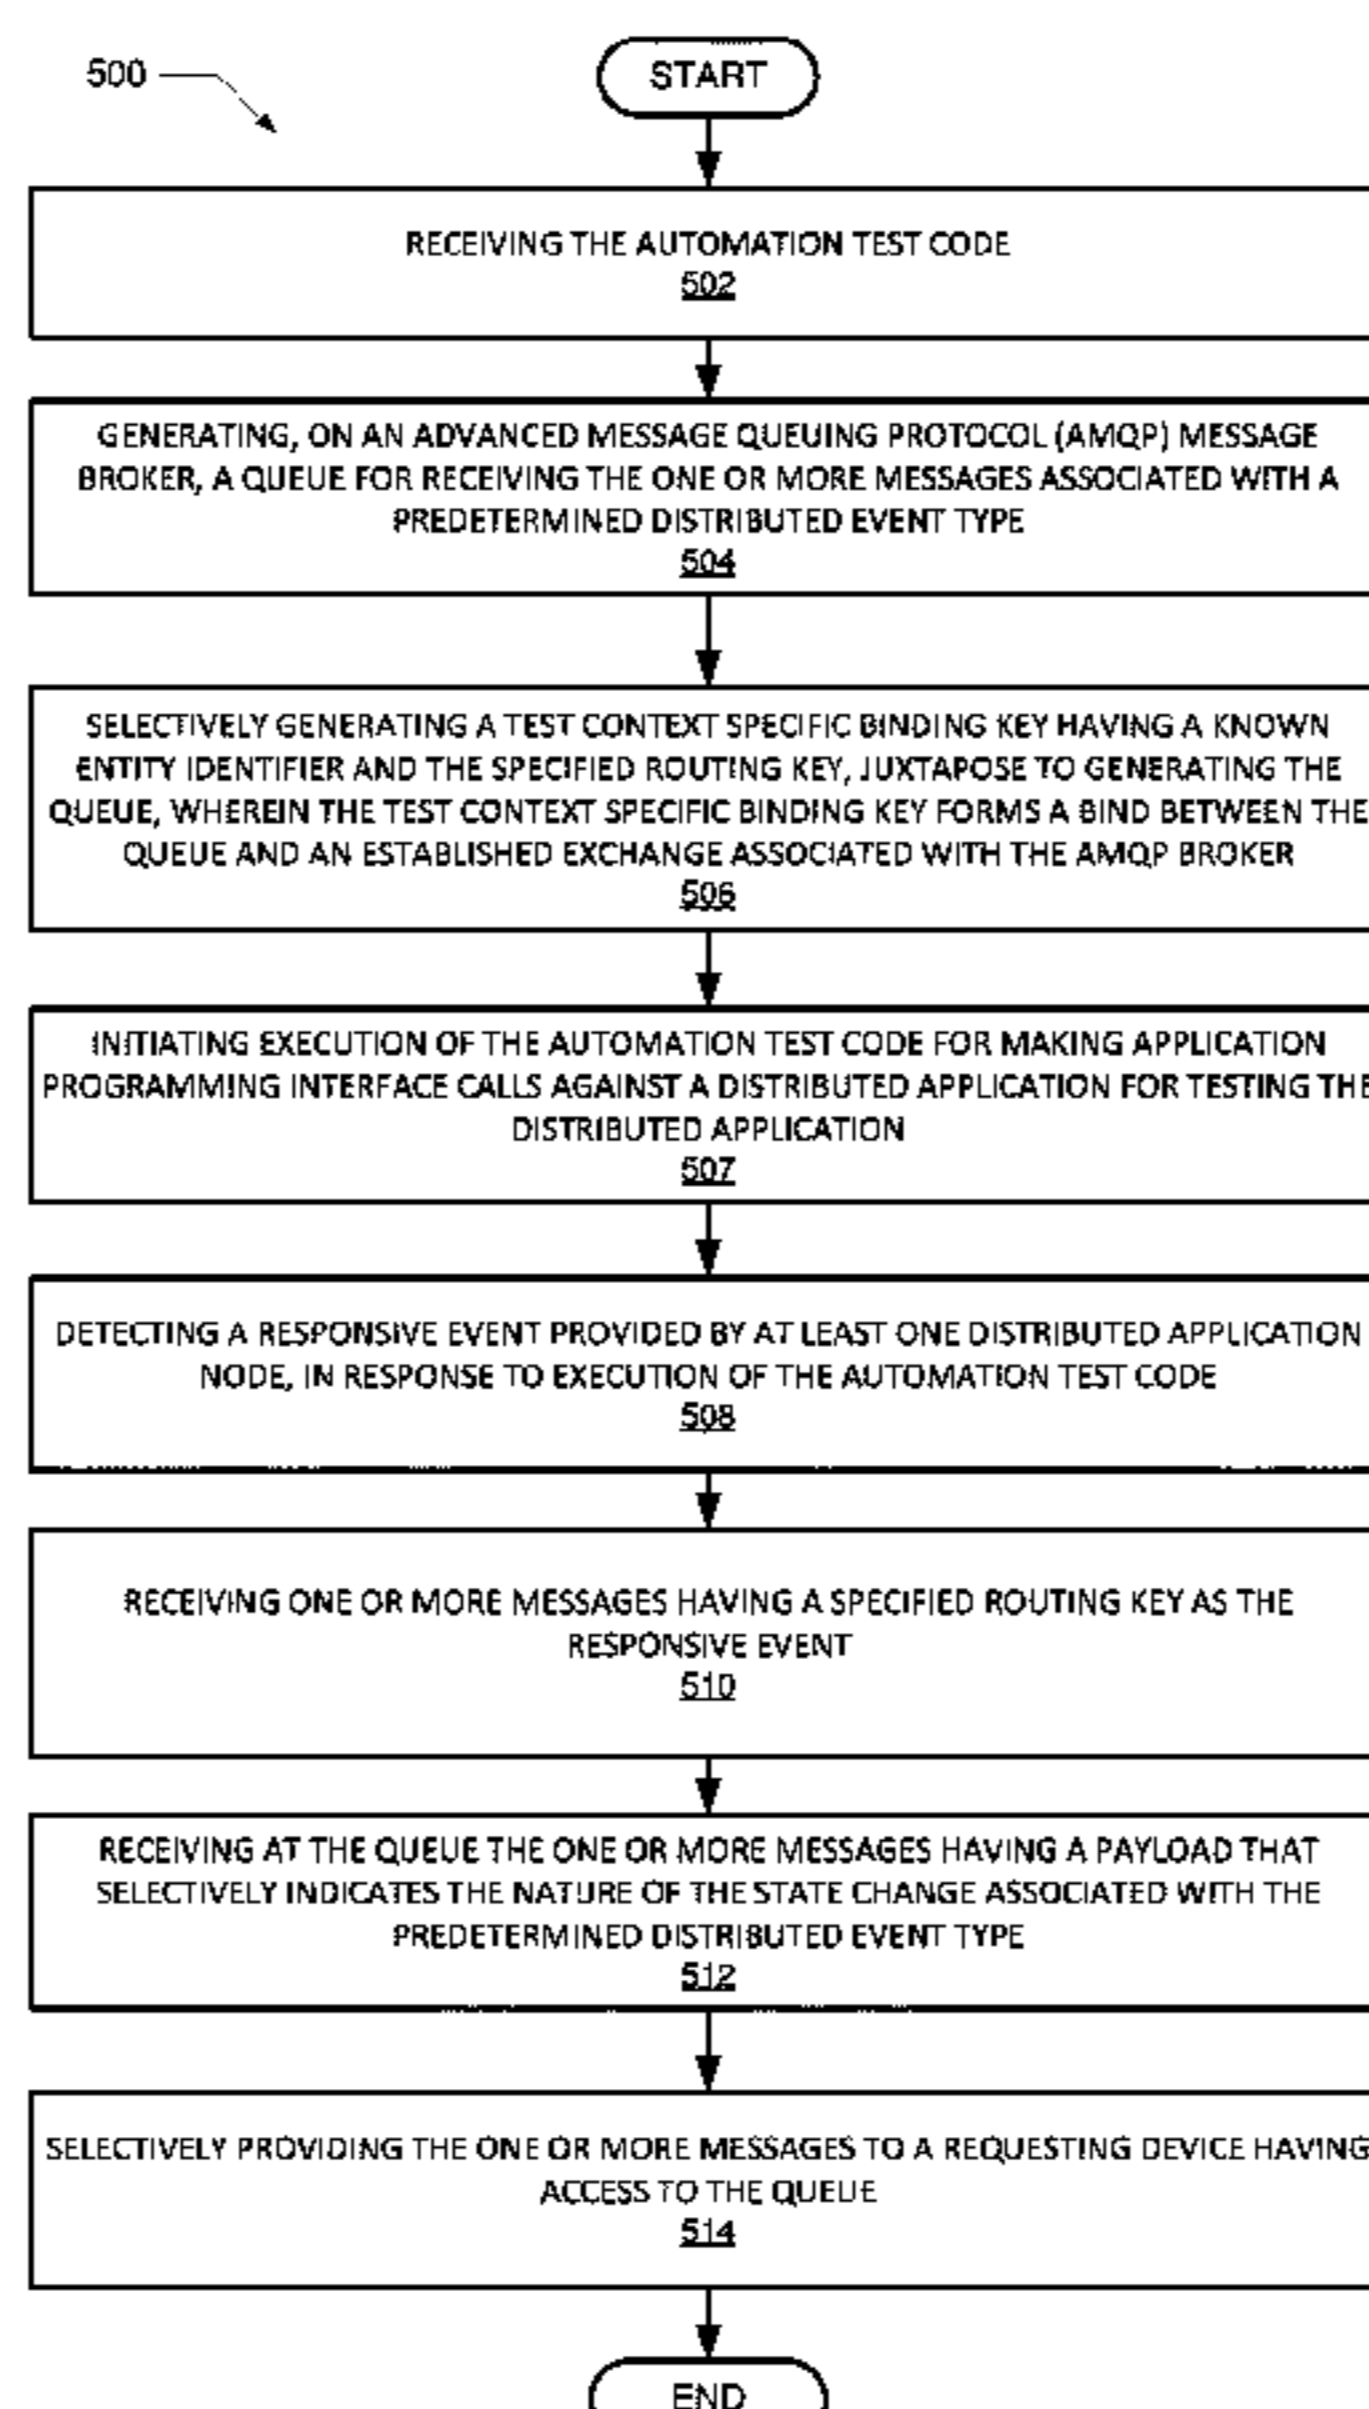 500
START
RECEIVING THE AUTOMATION TEST CODE
502
GENERATING, ON AN ADVANCED MESSAGE QUEUING PROTOCOL (AMQP) MESSAGE
BROKER, A QUEUE FOR RECEIVING THE ONE OR MORE MESSAGES ASSOCIATED WITH A
PREDETERMINED DISTRIBUTED EVENT TYPE
504
SELECTIVELY GENERATING A TEST CONTEXT SPECIFIC BINDING KEY HAVING A KNOWN
ENTITY IDENTIFIER AND THE SPECIFIED ROUTING KEY, JUXTAPOSE TO GENERATING THE
QUEUE, WHEREIN THE TEST CONTEXT SPECIFIC BINDING KEY FORMS A BIND BETWEEN THE
QUEUE AND AN ESTABLISHED EXCHANGE ASSOCIATED WITH THE AMQP BROKER
506
INITIATING EXECUTION OF THE AUTOMATION TEST CODE FOR MAKING APPLICATION
PROGRAMMING INTERFACE CALLS AGAINST A DISTRIBUTED APPLICATION FOR TESTING THE
DISTRIBUTED APPLICATION
507
DETECTING A RESPONSIVE EVENT PROVIDED BY AT LEAST ONE DISTRIBUTED APPLICATION
NODE, IN RESPONSE TO EXECUTION OF THE AUTOMATION TEST CODE
508
RECEIVING ONE OR MORE MESSAGES HAVING A SPECIFIED ROUTING KEY AS THE
RESPONSIVE EVENT
510
RECEIVING AT THE QUEUE THE ONE OR MORE MESSAGES HAVING A PAYLOAD THAT
SELECTIVELY INDICATES THE NATURE OF THE STATE CHANGE ASSOCIATED WITH THE
PREDETERMINED DISTRIBUTED EVENT TYPE
512
SELECTIVELY PROVIDING THE ONE OR MORE MESSAGES TO A REQUESTING DEVICE HAVING
ACCESS TO THE QUEUE
514
END